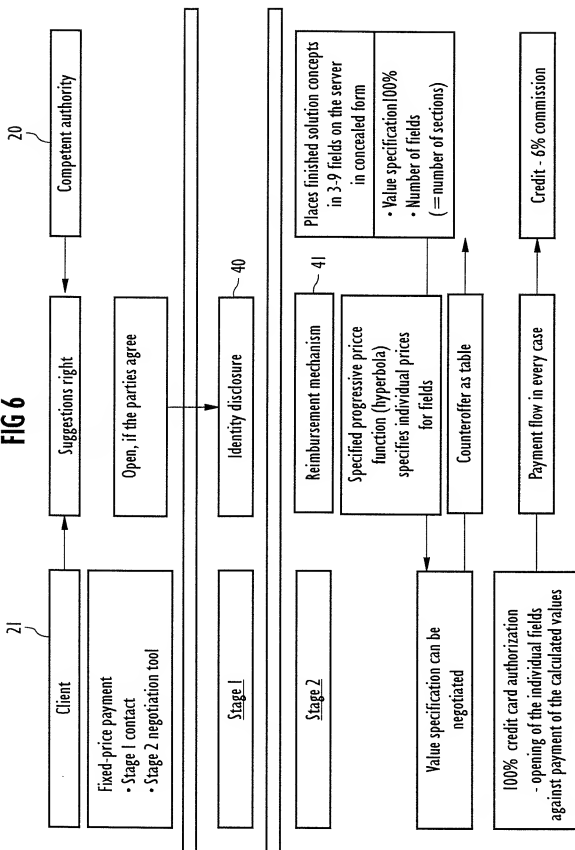 FIG 6
21
Client
Suggestions right
20
Competent authority
Fixed-price payment
• Stage 1 contact
• Stage 2 negotiation tool
Open, if the parties agree
Stage 1
Identity disclosure
40
Stage 2
Reimbursement mechanism
41
Specified progressive pricce
function (hyperbola)
specifies individual prices
for fields
Places finished solution concepts
in 3-9 fields on the server
in concealed form
• Value specification100%
• Number of fields
(=number of sections)
Value specification can be
negotiated
Counteroffer as table
100% credit card authorization
- opening of the individual fields
against payment of the calculated values
Payment flow in every case
Credit - 6% commission